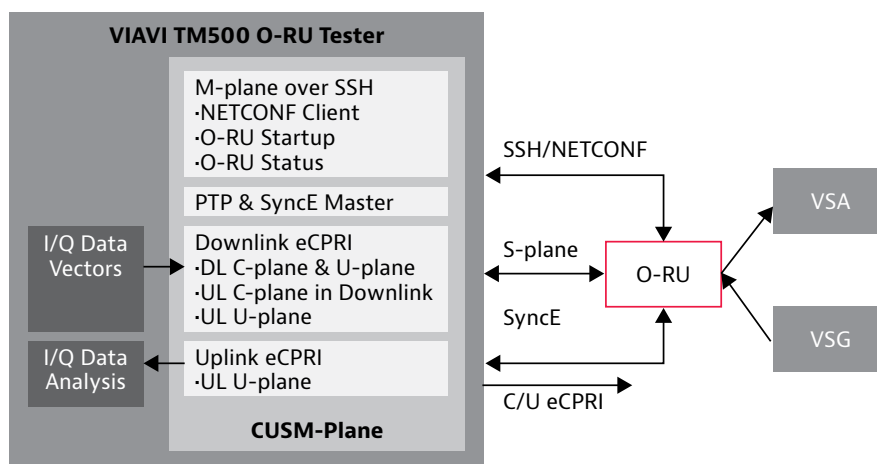 VIAVI TM500 O-RU Tester
M-plane over SSH
·NETCONF Client
·O-RU Startup
·O-RU Status
PTP & SyncE Master
I/Q Data
Vectors
Downlink eCPRI
·DL C-plane & U-plane
·UL C-plane in Downlink
·UL U-plane
I/Q Data
Analysis
Uplink eCPRI
·UL U-plane
CUSM-Plane
SSH/NETCONF
S-plane
SyncE
C/U eCPRI
O-RU
VSA
VSG